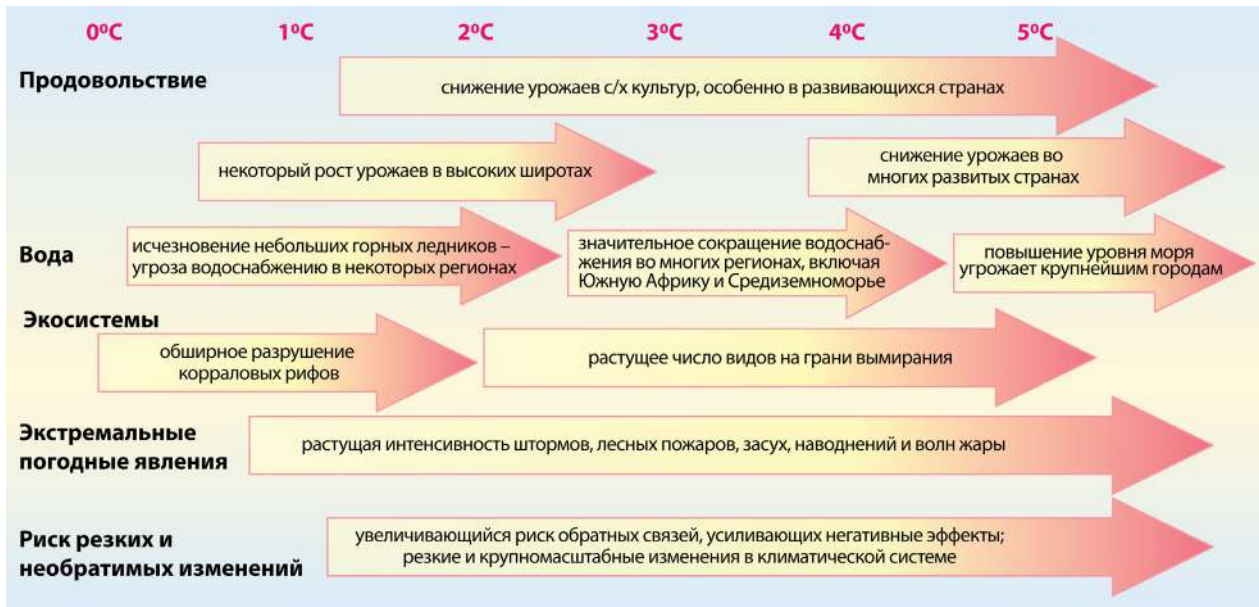 0ºC 1ºC 2ºC 3ºC 4ºC 5ºC
Продовольствие
снижение урожаев с/х культур, особенно в развивающихся странах
некоторый рост урожаев в высоких широтах
снижение урожаев во
многих развитых странах
Вода
исчезновение небольших горных ледников –
угроза водоснабжению в некоторых регионах
значительное сокращение водоснаб-
жения во многих регионах, включая
Южную Африку и Средиземноморье
повышение уровня моря
угрожает крупнейшим городам
Экосистемы
обширное разрушение
корраловых рифов
растущее число видов на грани вымирания
Экстремальные
погодные явления
растущая интенсивность штормов, лесных пожаров, засух, наводнений и волн жары
Риск резких и
необратимых изменений
увеличивающийся риск обратных связей, усиливающих негативные эффекты;
резкие и крупномасштабные изменения в климатической системе